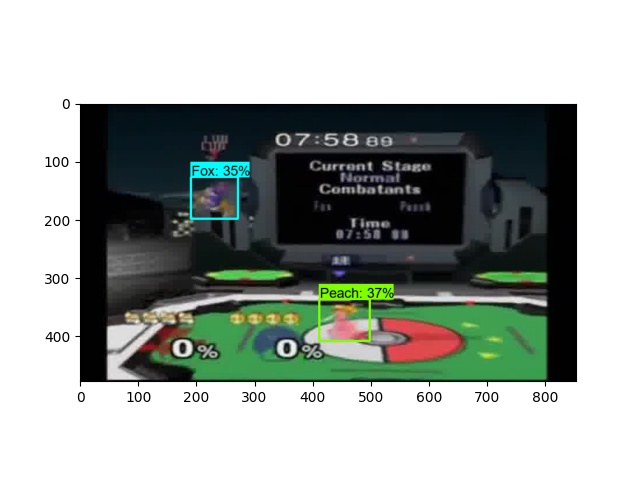 0
100
200
300
400
07:58 89
Fox: 35%
Current Stage
Normal
Combatants
Fox Peach
Time
07:58 89
Peach: 37%
0% 0%
0 100 200 300 400 500 600 700 800